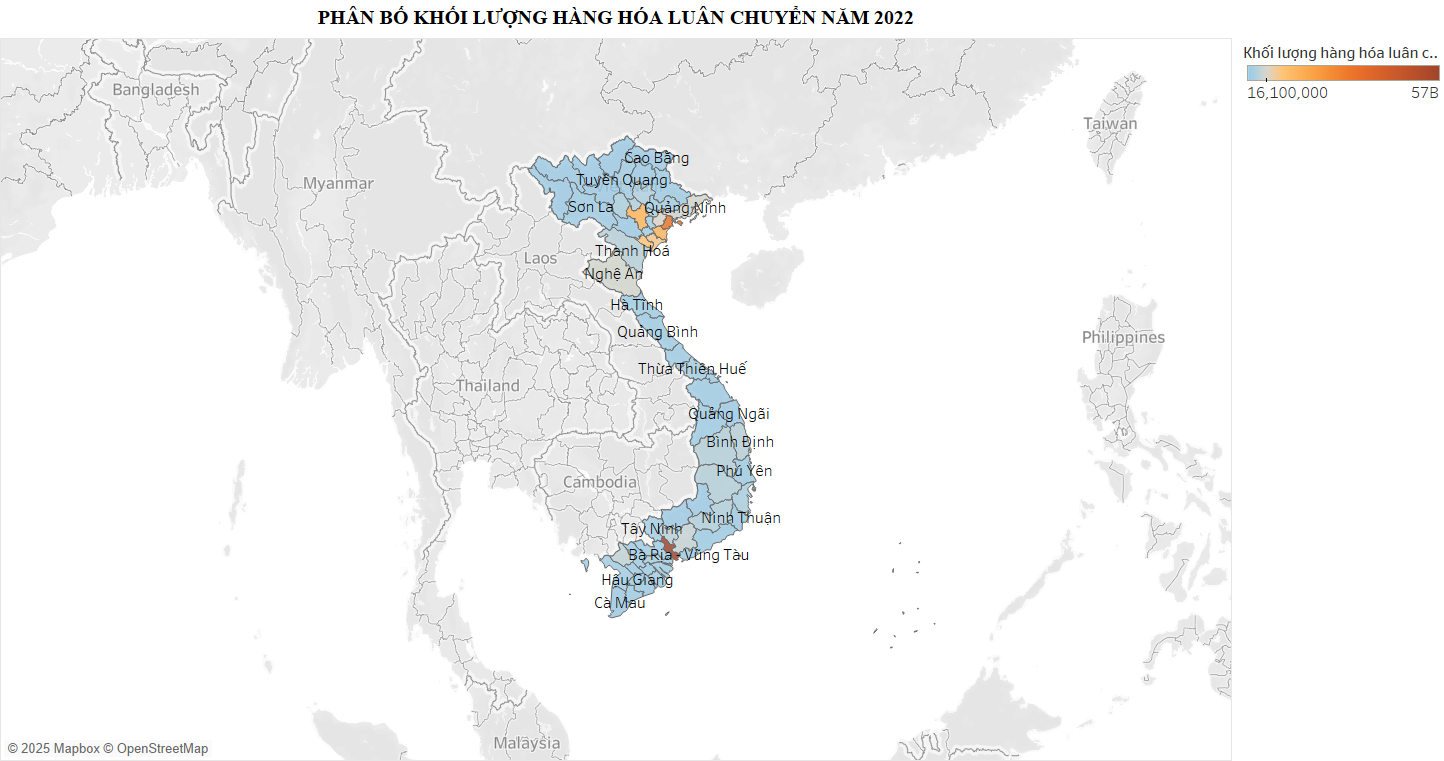 PHÂN BỐ KHỐI LƯỢNG HÀNG HÓA LUÂN CHUYỂN NĂM 2022
Khối lượng hàng hóa luân c..
16,100,000 57B
Bangladesh
Taiwan
Myanmar
Cao Bằng
Tuyên Quang
Sơn La
Quảng Ninh
Thanh Hoá
Laos
Nghệ An
Hà Tĩnh
Quảng Bình
Philippines
Thừa Thiên Huế
Thailand
Quảng Ngãi
Bình Định
Phú Yên
Cambodia
Ninh Thuận
Tây Ninh
Bà Rịa - Vũng Tàu
Hậu Giang
Cà Mau
Malaysia
© 2025 Mapbox © OpenStreetMap